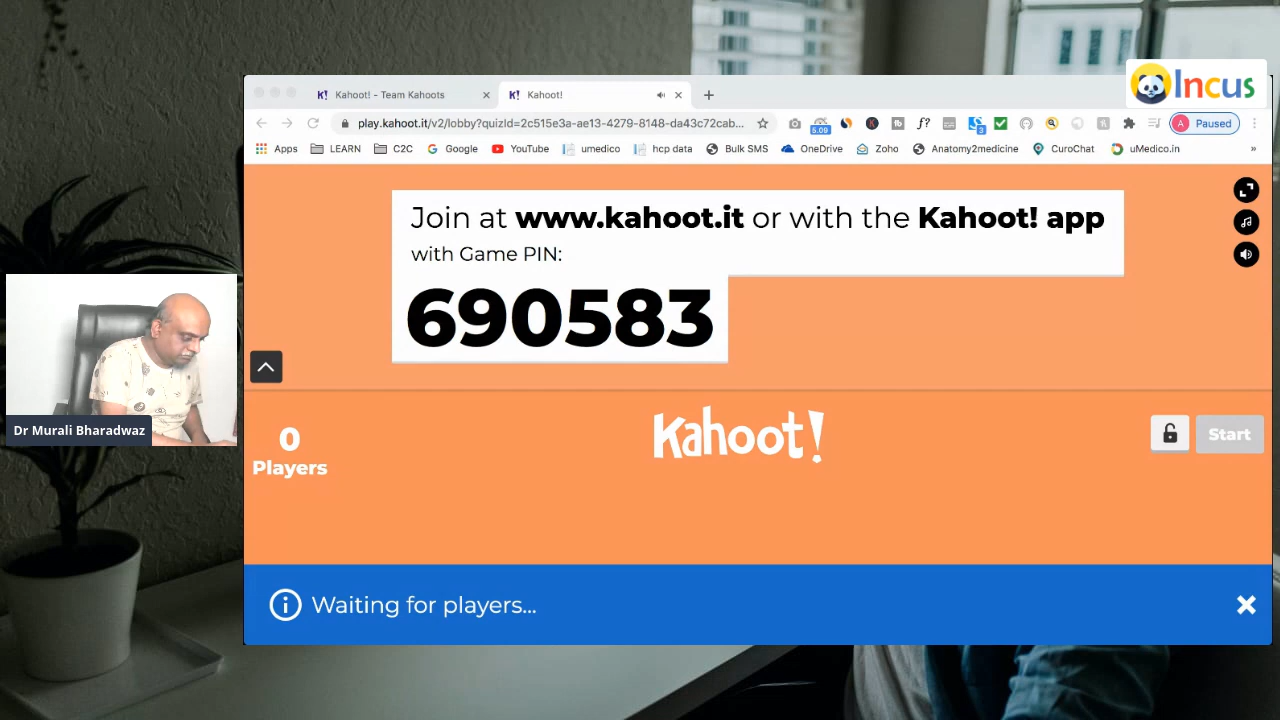 Incus
Kahoot! - Team Kahoots
Kahoot!
play.kahoot.it/v2/lobby?quizId=2c515e3a-ae13-4279-8148-da43c72cab...
5.09
f?
3
A Paused
Apps LEARN C2C Google YouTube umedico hcp data Bulk SMS OneDrive Zoho Anatomy2medicine CuroChat uMedico.in »
Join at www.kahoot.it or with the Kahoot! app
with Game PIN:
690583
Dr Murali Bharadwaz
0
Players
Kahoot!
Start
Waiting for players...